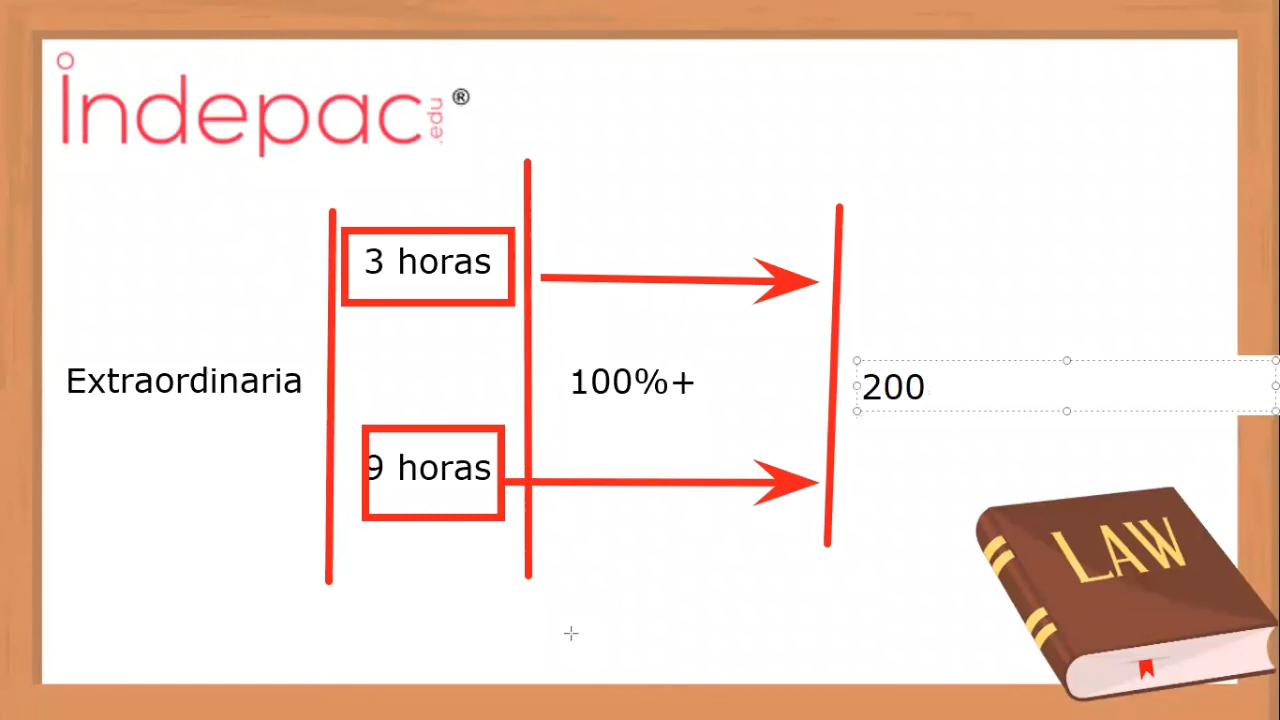 indepac .edu ®
3 horas
Extraordinaria
100%+
200
9 horas
LAW